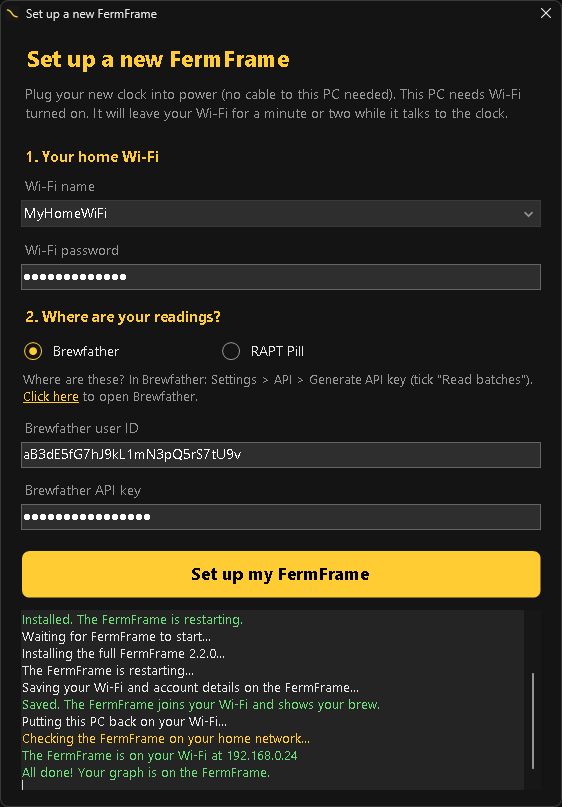 Set up a new FermFrame
Set up a new FermFrame
Plug your new clock into power (no cable to this PC needed). This PC needs Wi-Fi
turned on. It will leave your Wi-Fi for a minute or two while it talks to the clock.
1. Your home Wi-Fi
Wi-Fi name
MyHomeWiFi
Wi-Fi password
●●●●●●●●●●●●●
2. Where are your readings?
Brewfather
RAPT Pill
Where are these? In Brewfather: Settings > API > Generate API key (tick "Read batches").
Click here to open Brewfather.
Brewfather user ID
aB3dE5fG7hJ9kL1mN3pQ5rS7tU9v
Brewfather API key
●●●●●●●●●●●●●●●●
Set up my FermFrame
Installed. The FermFrame is restarting.
Waiting for FermFrame to start...
Installing the full FermFrame 2.2.0...
The FermFrame is restarting...
Saving your Wi-Fi and account details on the FermFrame...
Saved. The FermFrame joins your Wi-Fi and shows your brew.
Putting this PC back on your Wi-Fi...
Checking the FermFrame on your home network...
The FermFrame is on your Wi-Fi at 192.168.0.24
All done! Your graph is on the FermFrame.